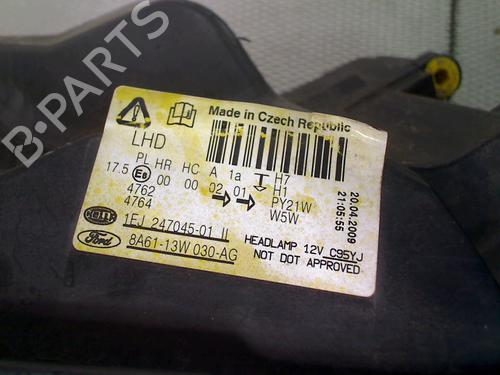 B-PARTS
Made in Czech Republic
LHD
PL HR HC A 1a H7
17.5 E8 00 00 02 01 H1
4762 PY21W
4764 W5W
20.04.2009
21:05:55
HELLA 1EJ 247045-01 II
Ford 8A61-13W 030-AG
HEADLAMP 12V C95YJ
NOT DOT APPROVED